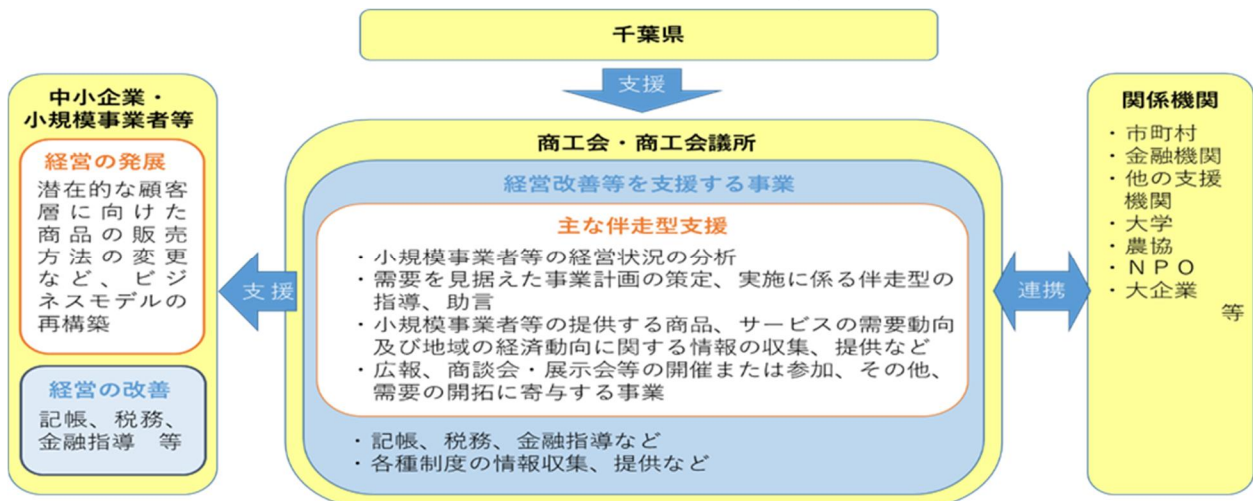 千葉県
支援
中小企業・
小規模事業者等
経営の発展
潜在的な顧客
層に向けた
商品の販売
方法の変更
など、ビジ
ネスモデルの
再構築
経営の改善
記帳、税務、
金融指導　等
支援
商工会・商工会議所
経営改善等を支援する事業
主な伴走型支援
・小規模事業者等の経営状況の分析
・需要を見据えた事業計画の策定、実施に係る伴走型の
指導、助言
・小規模事業者等の提供する商品、サービスの需要動向
及び地域の経済動向に関する情報の収集、提供など
・広報、商談会・展示会等の開催または参加、その他、
需要の開拓に寄与する事業
・記帳、税務、金融指導など
・各種制度の情報収集、提供など
連携
関係機関
・市町村
・金融機関
・他の支援
機関
・大学
・農協
・ＮＰＯ
・大企業
等